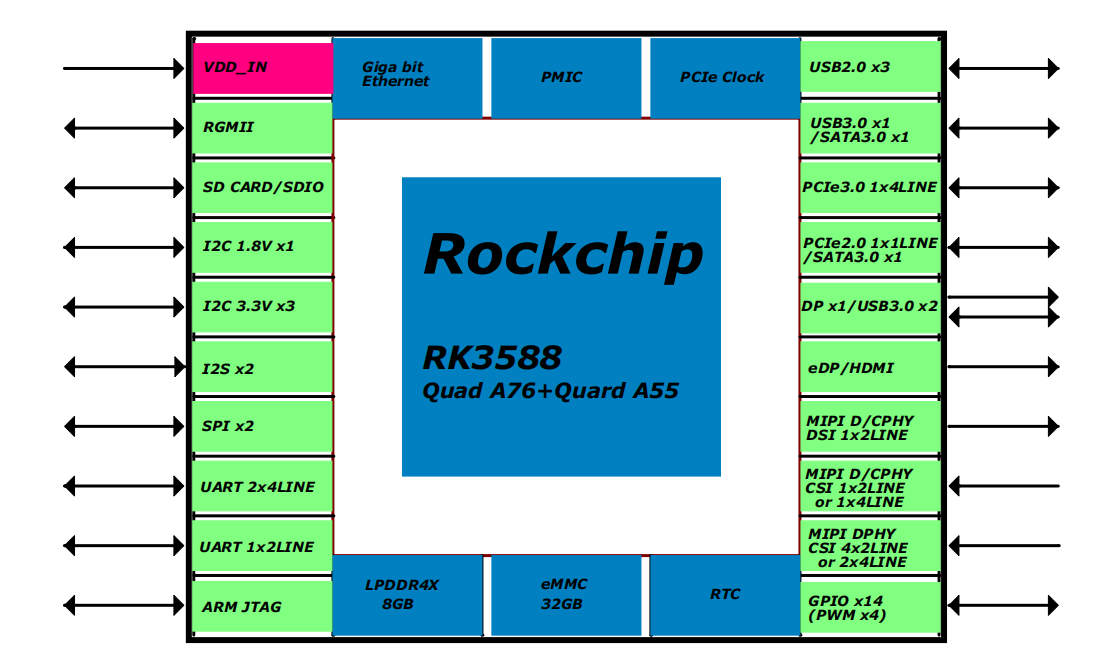 VDD_IN
RGMII
SD CARD/SDIO
I2C 1.8V x1
I2C 3.3V x3
I2S x2
SPI x2
UART 2x4LINE
UART 1x2LINE
ARM JTAG
Giga bit
Ethernet
PMIC
PCIe Clock
Rockchip
RK3588
Quad A76+Quard A55
LPDDR4X
8GB
eMMC
32GB
RTC
USB2.0 x3
USB3.0 x1
/SATA3.0 x1
PCIe3.0 1x4LINE
PCIe2.0 1x1LINE
/SATA3.0 x1
DP x1/USB3.0 x2
eDP/HDMI
MIPI D/CPHY
DSI 1x2LINE
MIPI D/CPHY
CSI 1x2LINE
or 1x4LINE
MIPI DPHY
CSI 4x2LINE
or 2x4LINE
GPIO x14
(PWM x4)